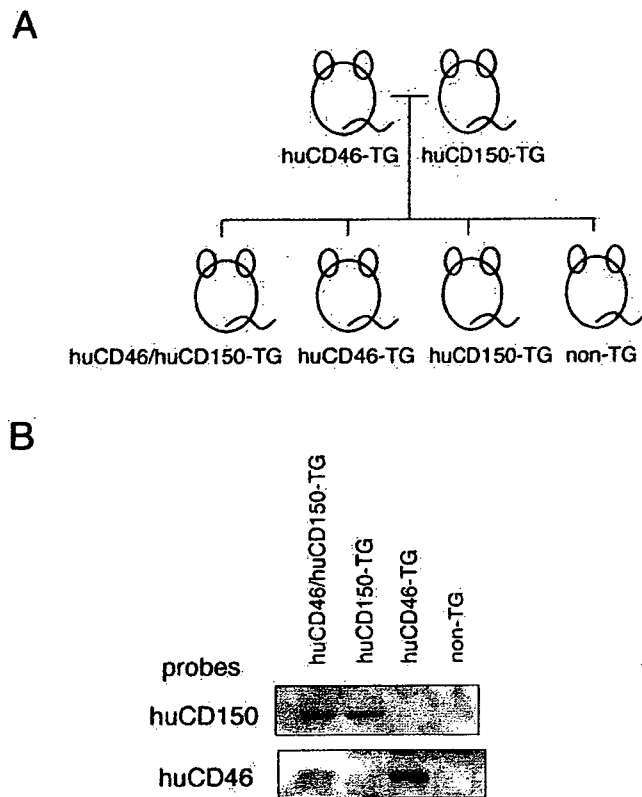 A
huCD46-TG huCD150-TG
huCD46/huCD150-TG huCD46-TG huCD150-TG non-TG
B
huCD46/huCD150-TG
huCD150-TG
huCD46-TG
non-TG
probes
huCD150
huCD46